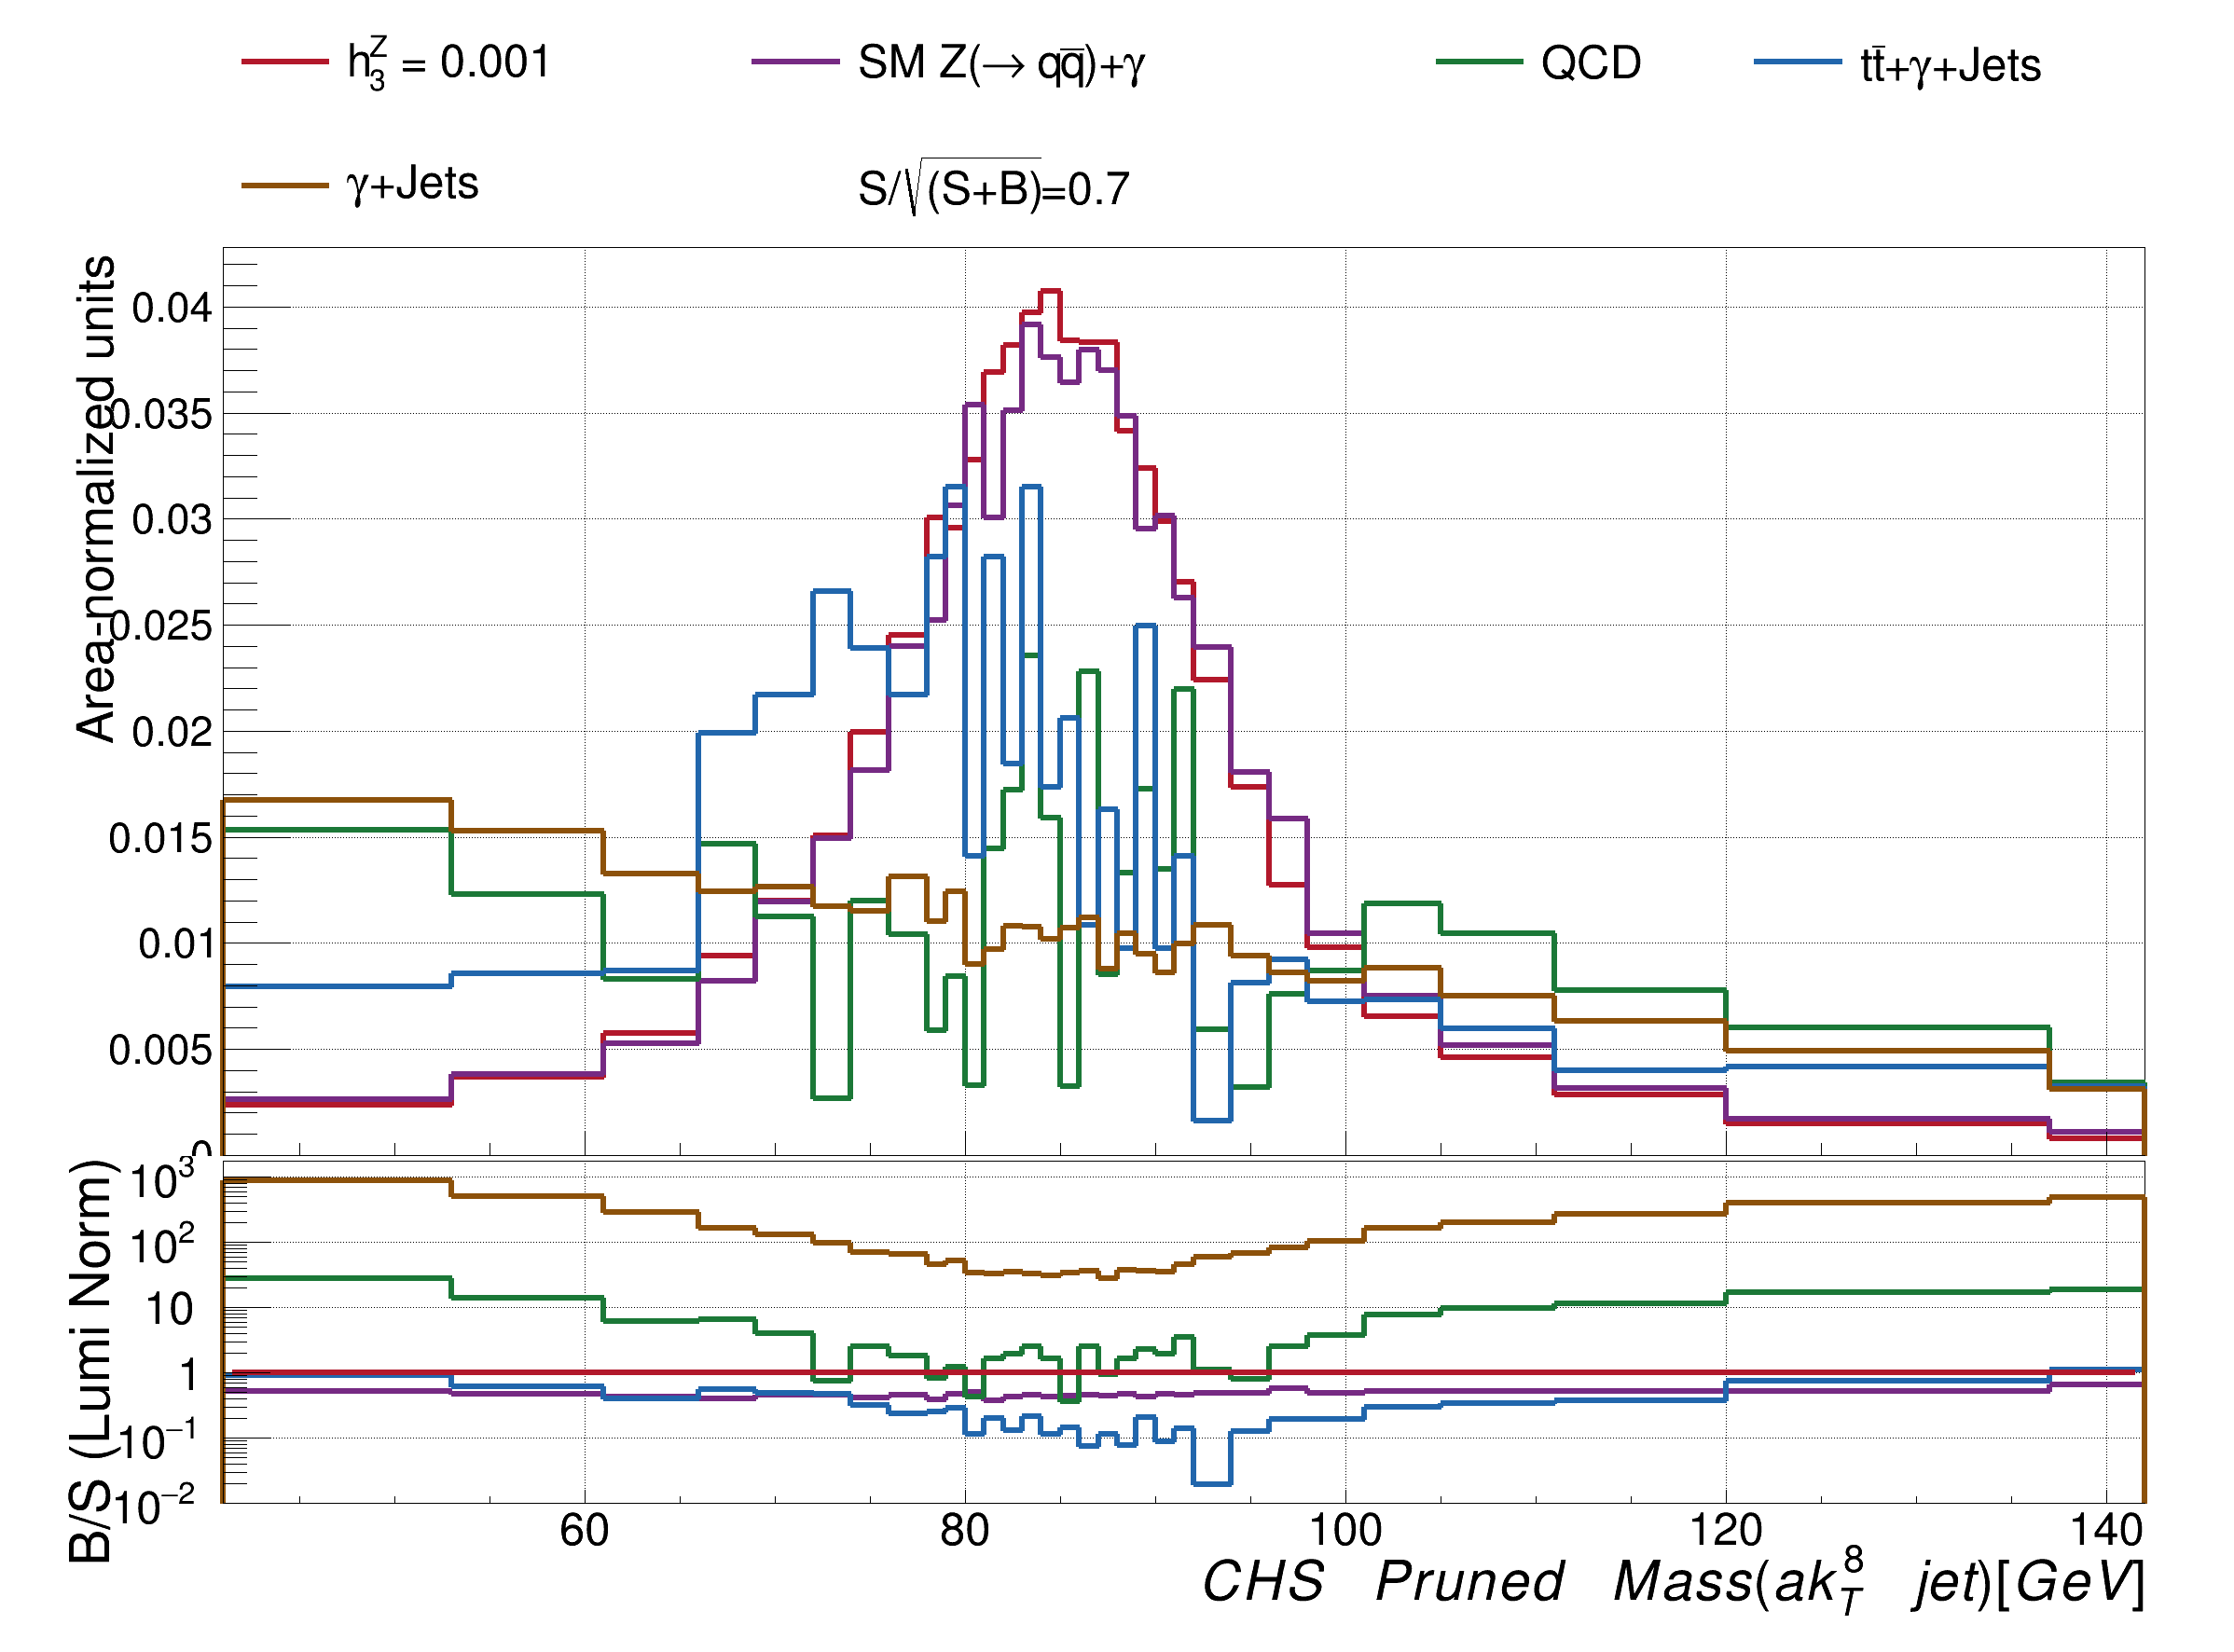 h₃ᶻ = 0.001
SM Z(→ qq̅)+γ
QCD
tt̅+γ+Jets
γ+Jets
S/√(S+B)=0.7
Area-normalized units
0.04
0.035
0.03
0.025
0.02
0.015
0.01
0.005
0
B/S (Lumi Norm)
10³
10²
10
1
10⁻¹
10⁻²
60 80 100 120 140
CHS Pruned Mass(ak_T^8 jet)[GeV]